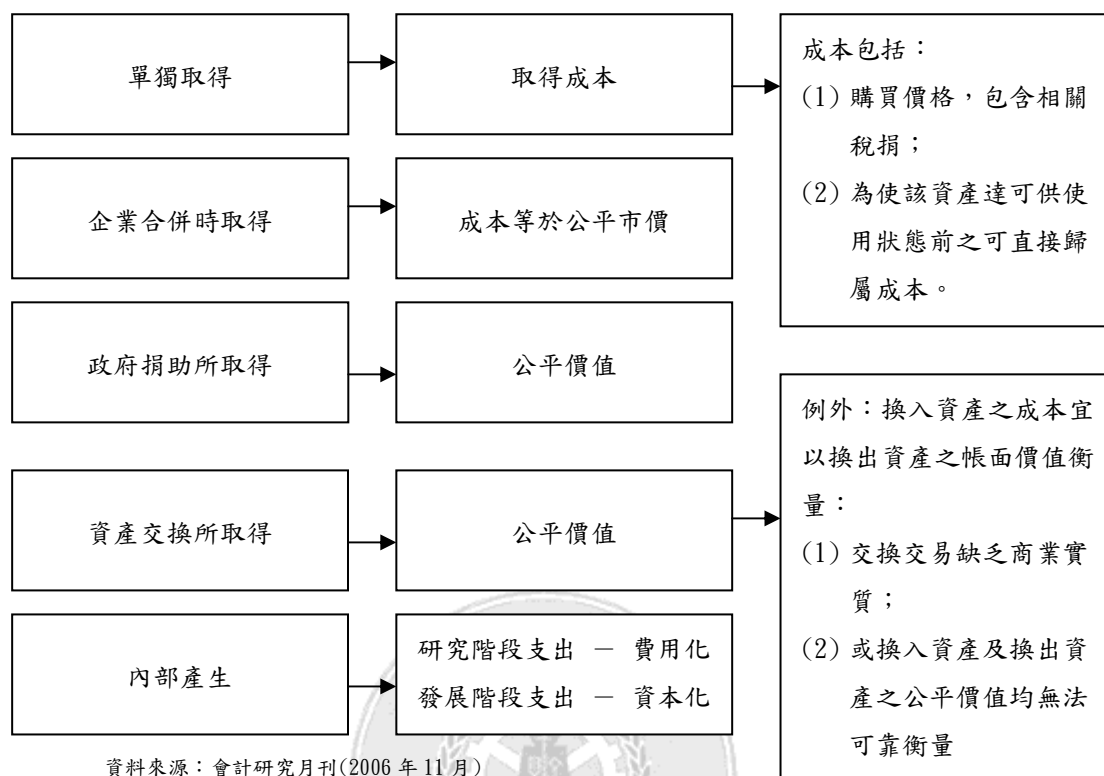 單獨取得
取得成本
成本包括：
(1) 購買價格，包含相關
稅捐；
(2) 為使該資產達可供使
用狀態前之可直接歸
屬成本。
企業合併時取得
成本等於公平市價
政府捐助所取得
公平價值
資產交換所取得
公平價值
例外：換入資產之成本宜
以換出資產之帳面價值衡
量：
(1) 交換交易缺乏商業實
質；
(2) 或換入資產及換出資
產之公平價值均無法
可靠衡量
內部產生
研究階段支出 － 費用化
發展階段支出 － 資本化
資料來源：會計研究月刊(2006 年 11 月)